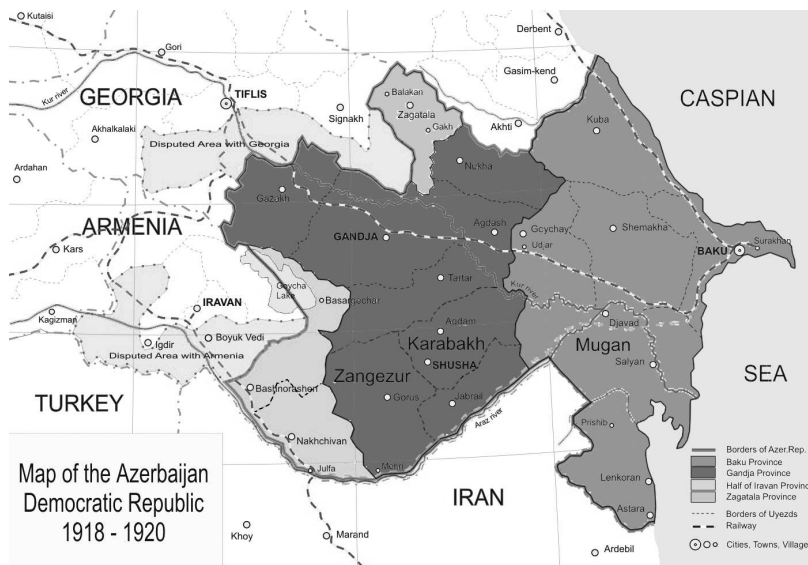 Kutaisi
Gori
Derbent
Gasim-kend
Kur river
GEORGIA
TIFLIS
Balakan
Zagatala
Signakh
Gakh
Akhti
CASPIAN
Akhalkalaki
Disputed Area with Georgia
Kuba
Ardahan
Nukha
Gazakh
ARMENIA
GANDJA
Agdash
Goychay
Udjar
Shemakha
Surakhan
BAKU
Kars
Goycha
Lake
Basargechar
Tartar
Kur river
IRAVAN
Kagizman
Igdir
Boyuk Vedi
Disputed Area with Armenia
Agdam
Karabakh
SHUSHA
Djavad
Mugan
Salyan
Zangezur
SEA
Bashnorashen
Gorus
Jabrail
TURKEY
Araz river
Prishib
Nakhchivan
Julfa
Mehri
Lenkoran
Astara
IRAN
Khoy
Marand
Ardebil
Map of the Azerbaijan
Democratic Republic
1918 - 1920
Borders of Azer.Rep.
Baku Province
Gandja Province
Half of Iravan Provinc
Zagatala Province
Borders of Uyezds
Railway
Cities, Towns, Village